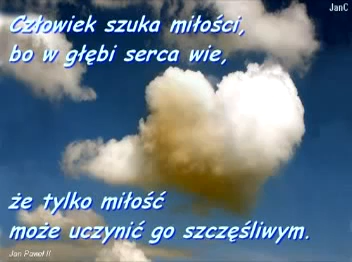 JanC
Człowiek szuka miłości,
bo w głębi serca wie,
że tylko miłość
może uczynić go szczęśliwym.
Jan Paweł II